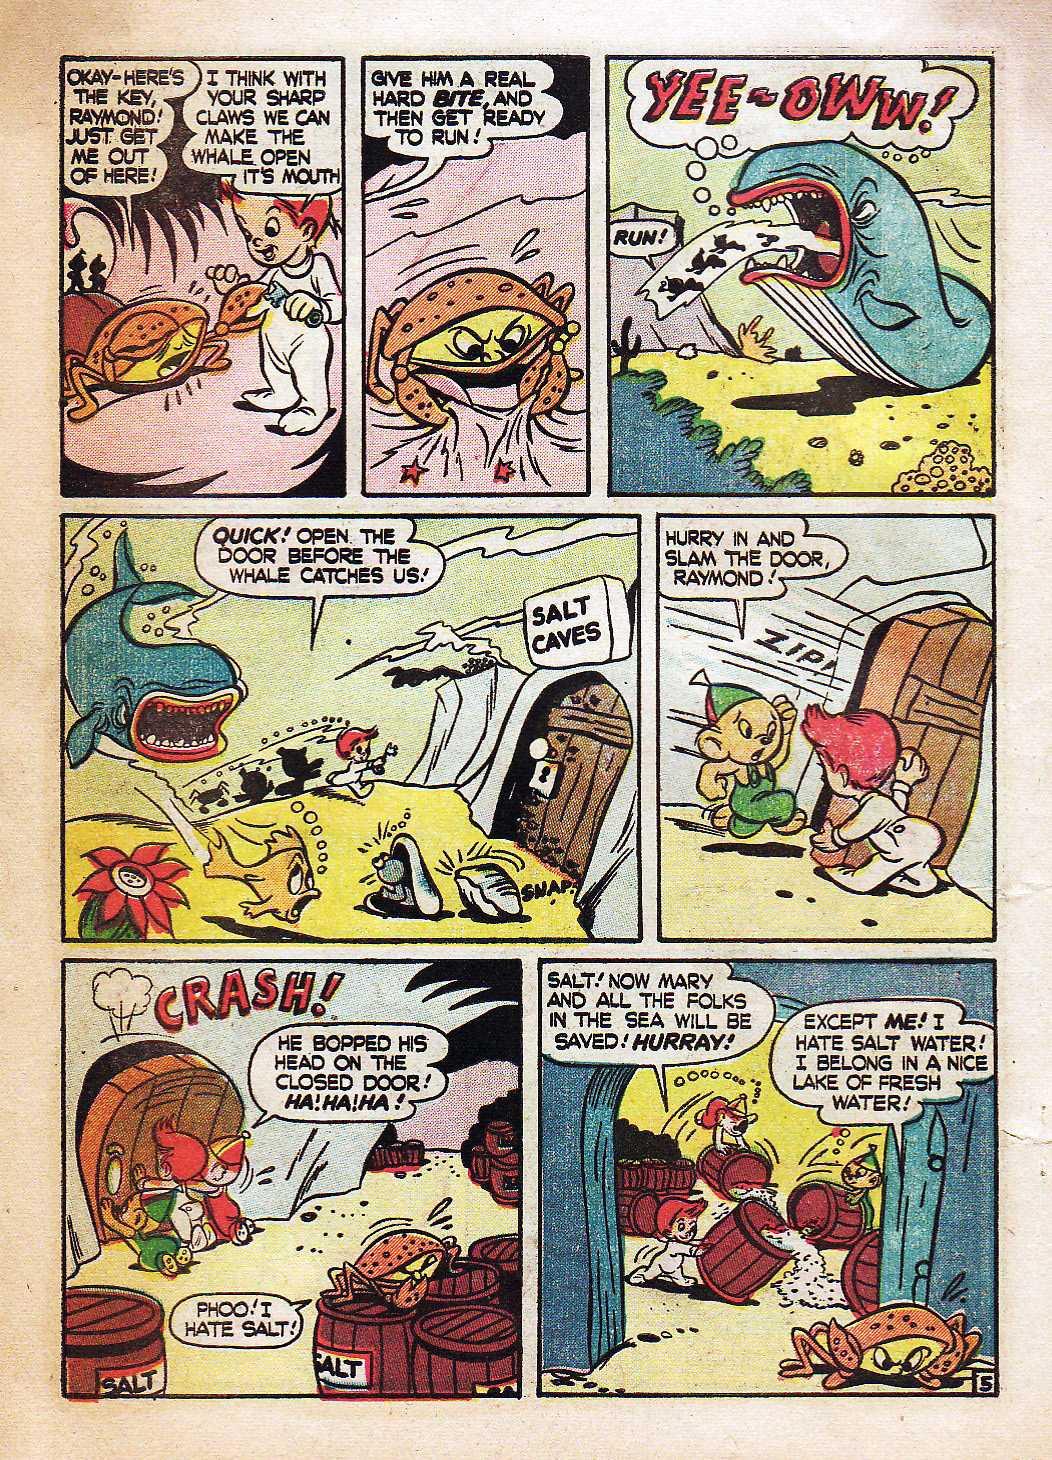 OKAY-HERE'S
THE KEY,
RAYMOND!
JUST GET
ME OUT
OF HERE!
I THINK WITH
YOUR SHARP
CLAWS WE CAN
MAKE THE
WHALE OPEN
IT'S MOUTH
GIVE HIM A REAL
HARD BITE, AND
THEN GET READY
TO RUN!
YEE-OWW!
RUN!
QUICK! OPEN THE
DOOR BEFORE THE
WHALE CATCHES US!
SALT
CAVES
SNAP!
HURRY IN AND
SLAM THE DOOR,
RAYMOND!
ZIP!
CRASH!
HE BOPPED HIS
HEAD ON THE
CLOSED DOOR!
HA! HA! HA!
PHOO! I
HATE SALT!
SALT
SALT
SALT! NOW MARY
AND ALL THE FOLKS
IN THE SEA WILL BE
SAVED! HURRAY!
EXCEPT ME! I
HATE SALT WATER!
I BELONG IN A NICE
LAKE OF FRESH
WATER!
5